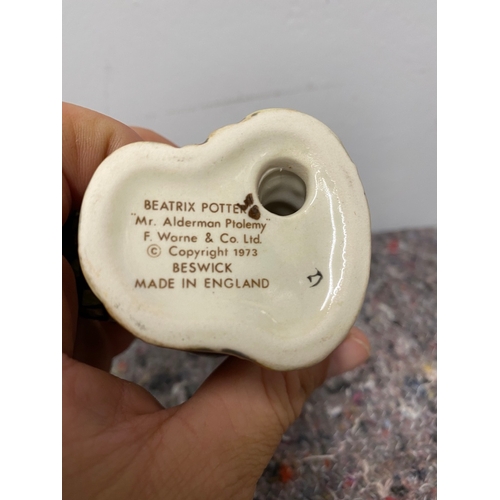 BEATRIX POTTER
"Mr. Alderman Ptolemy"
F. Warne & Co. Ltd.
© Copyright 1973
BESWICK
MADE IN ENGLAND